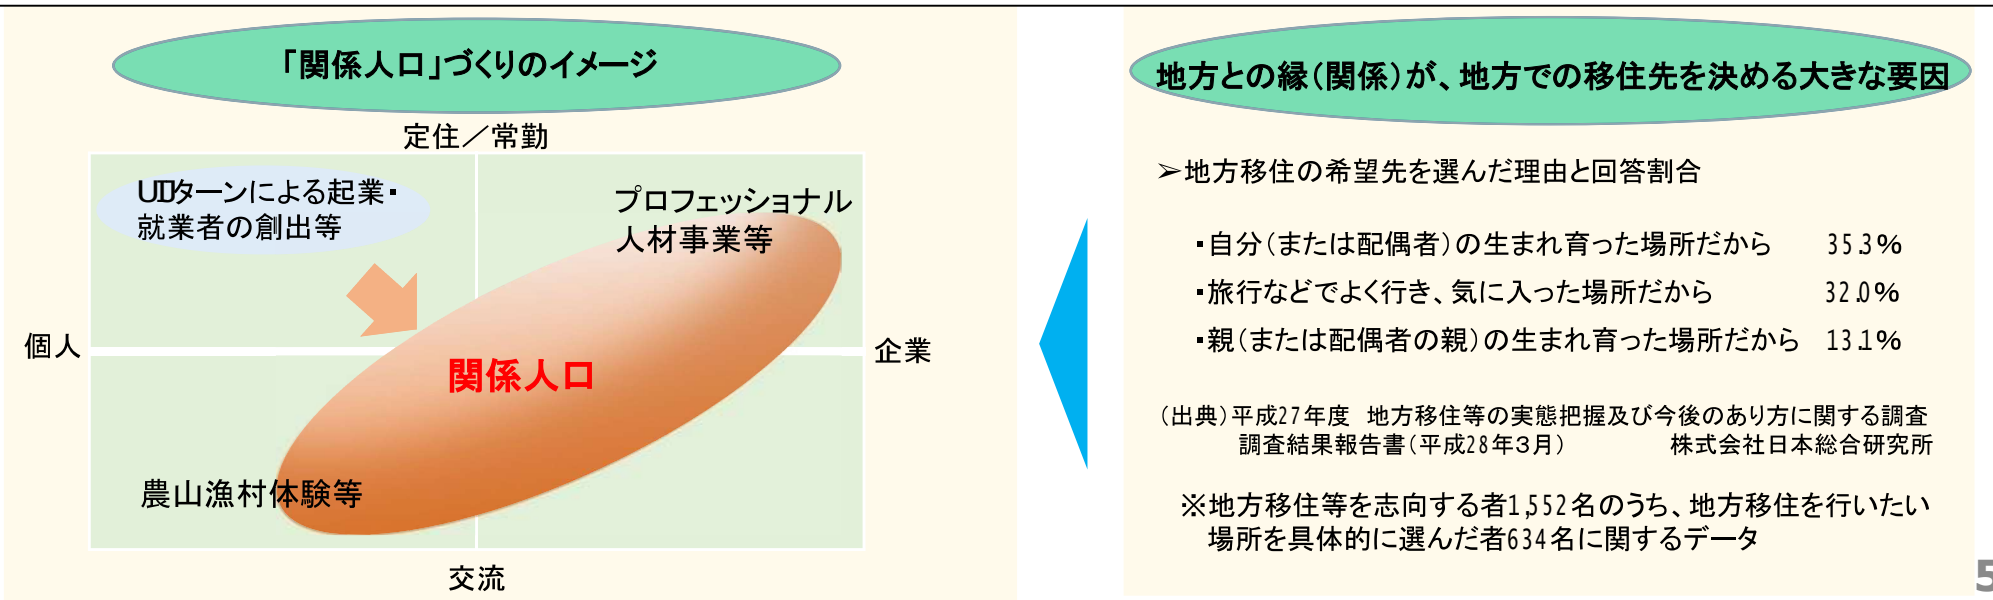 「関係人口」づくりのイメージ
定住／常勤
UIJターンによる起業・
就業者の創出等
プロフェッショナル
人材事業等
個人
企業
関係人口
農山漁村体験等
交流
地方との縁（関係）が、地方での移住先を決める大きな要因
➢地方移住の希望先を選んだ理由と回答割合
・自分（または配偶者）の生まれ育った場所だから　35.3%
・旅行などでよく行き、気に入った場所だから　32.0%
・親（または配偶者の親）の生まれ育った場所だから　13.1%
（出典）平成27年度　地方移住等の実態把握及び今後のあり方に関する調査
調査結果報告書（平成28年３月）　株式会社日本総合研究所
※地方移住等を志向する者1,552名のうち、地方移住を行いたい
場所を具体的に選んだ者634名に関するデータ
5